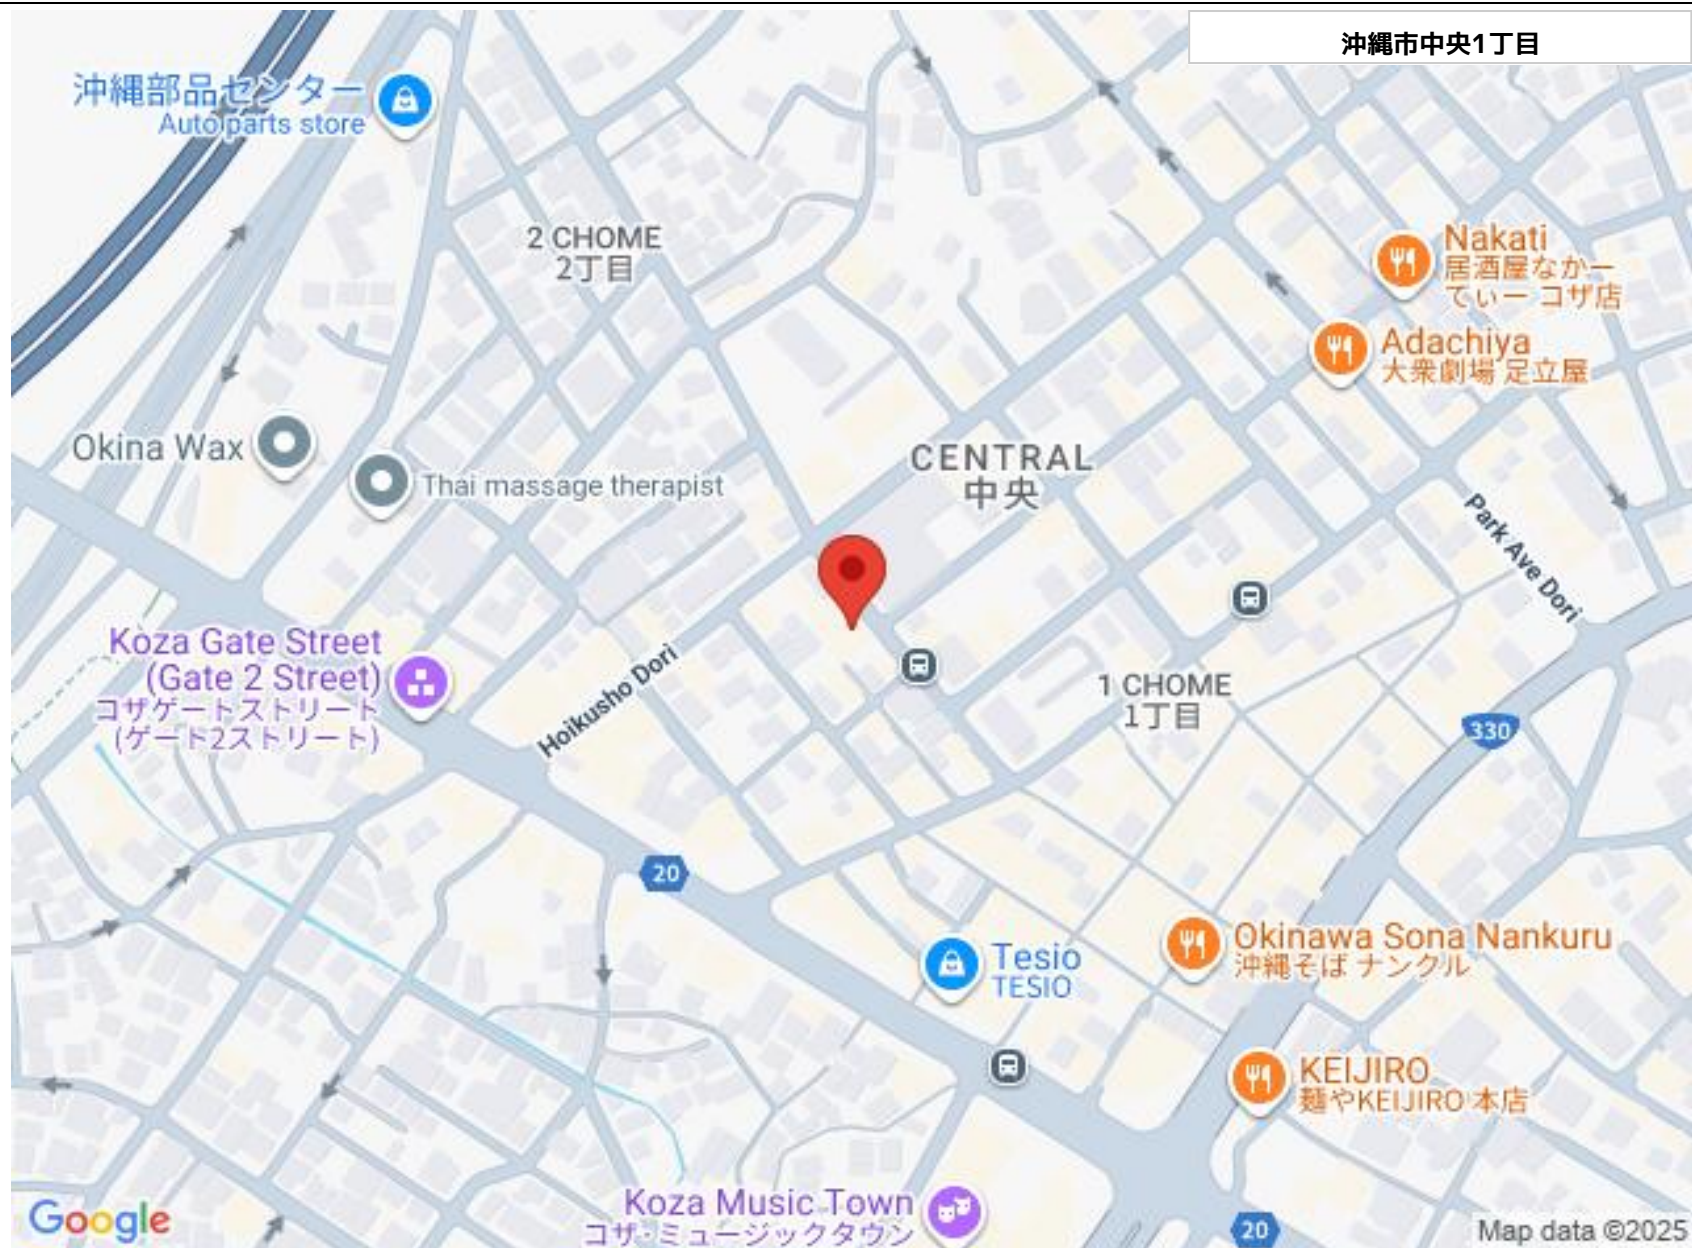 沖縄市中央1丁目
沖縄部品センター
Auto parts store
2 CHOME
2丁目
Nakati
居酒屋なかー
てぃー コザ店
Adachiya
大衆劇場 足立屋
Okina Wax
Thai massage therapist
CENTRAL
中央
Park Ave Dori
Koza Gate Street
(Gate 2 Street)
コザゲートストリート
(ゲート2ストリート)
Hoikusho Dori
1 CHOME
1丁目
330
20
Tesio
TESIO
Okinawa Sona Nankuru
沖縄そば ナンクル
KEIJIRO
麺やKEIJIRO 本店
Koza Music Town
コザ·ミュージックタウン
20
Google
Map data ©2025